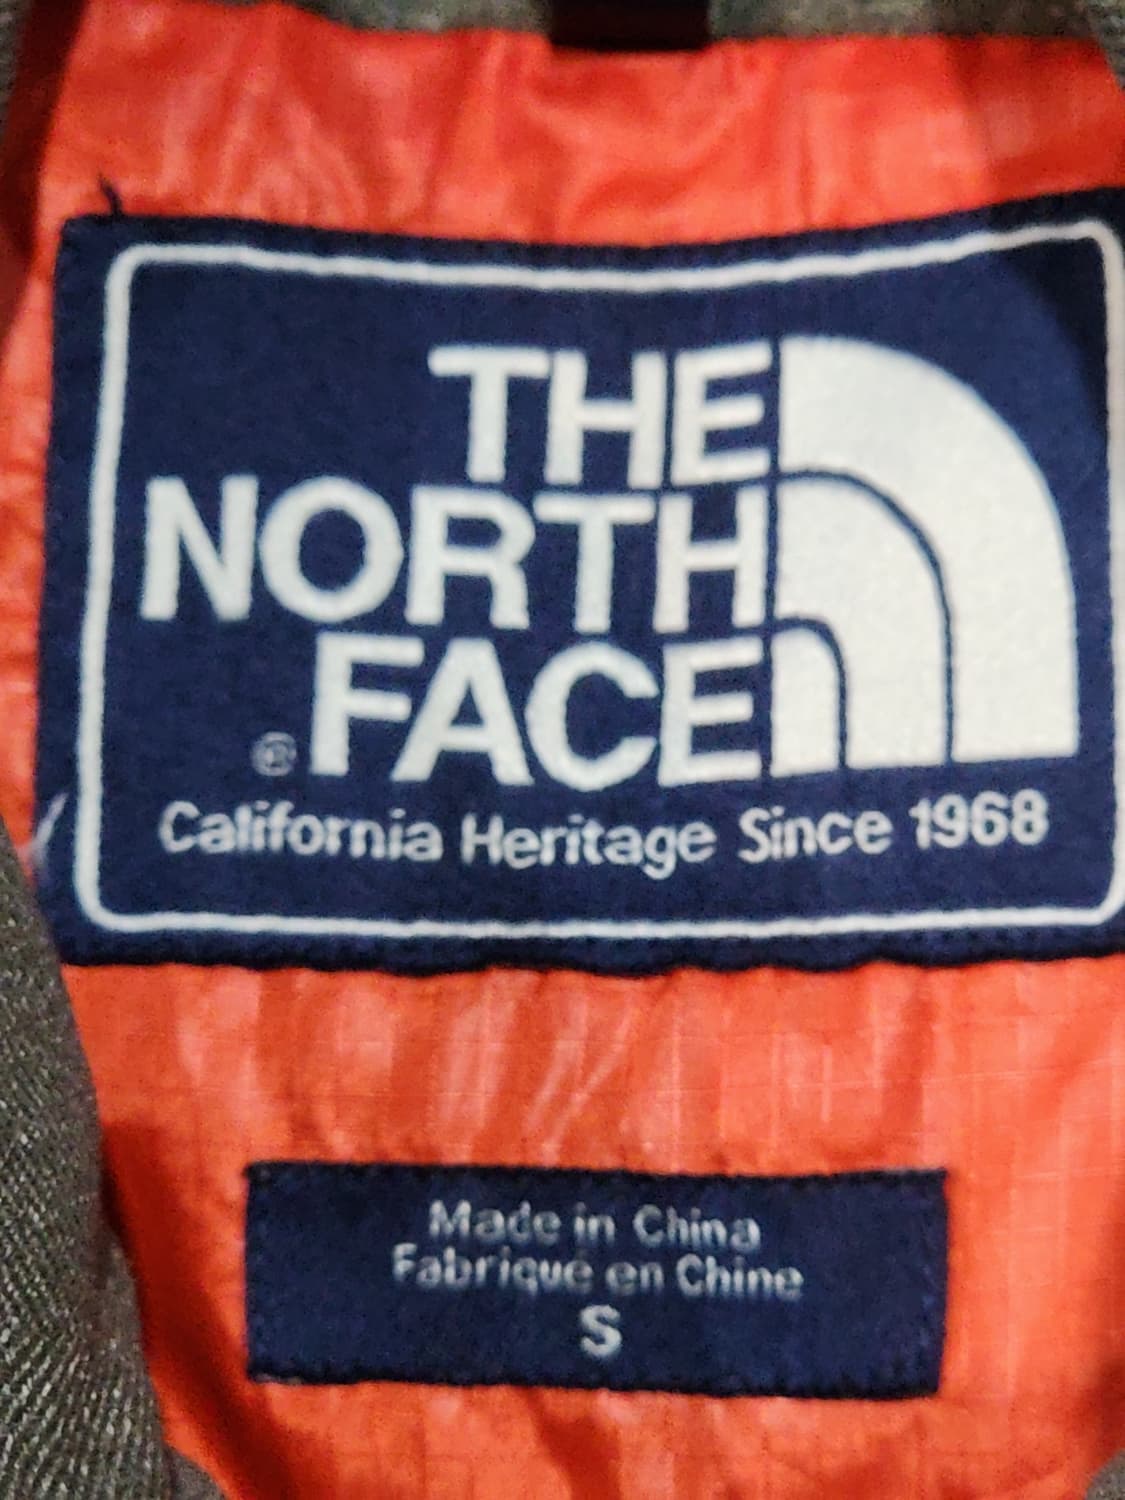 THE
NORTH
FACE
®
California Heritage Since 1968
Made in China
Fabriqué en Chine
S